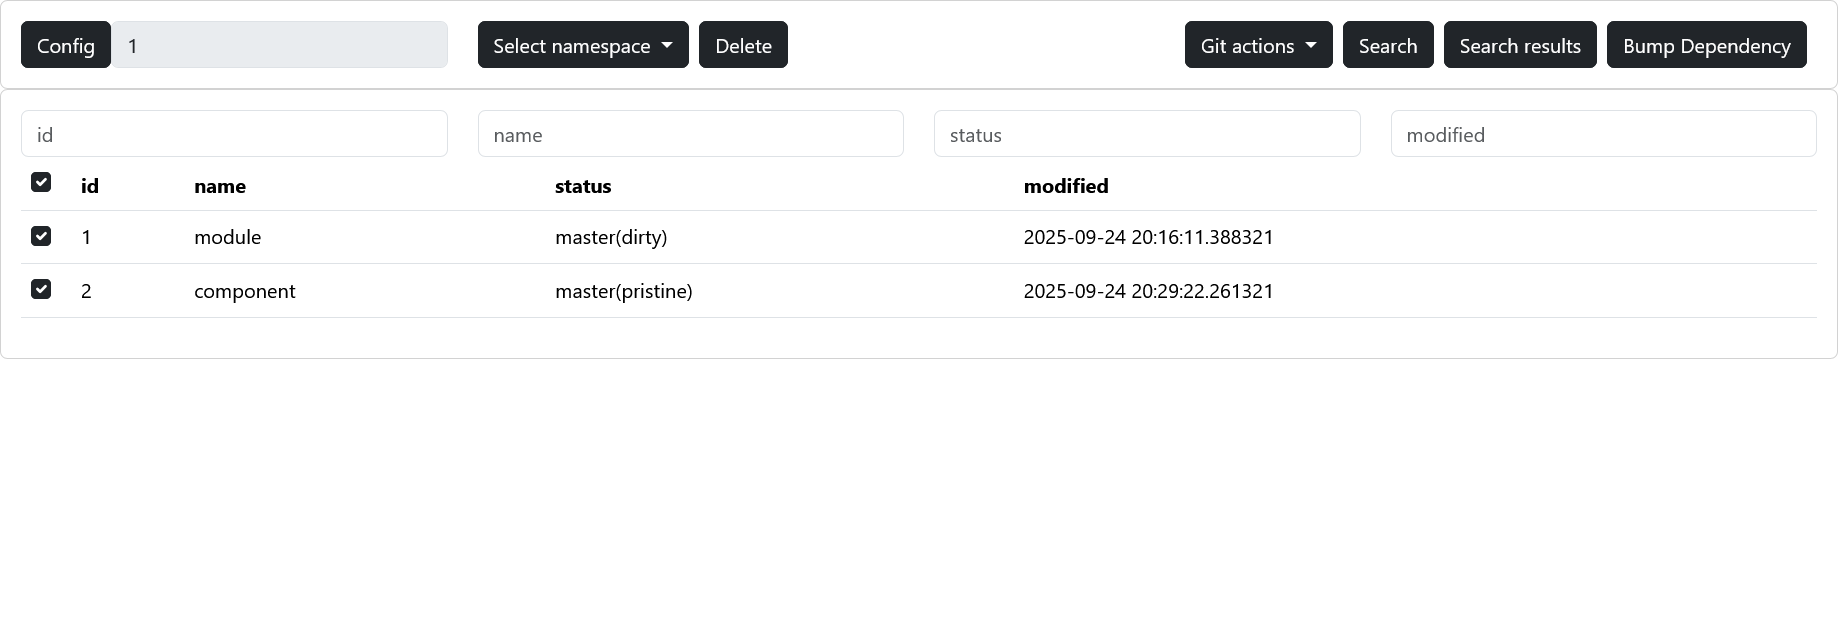 Config 1 Select namespace Delete Git actions Search Search results Bump Dependency
id name status modified
id name status modified
1 module master(dirty) 2025-09-24 20:16:11.388321
2 component master(pristine) 2025-09-24 20:29:22.261321